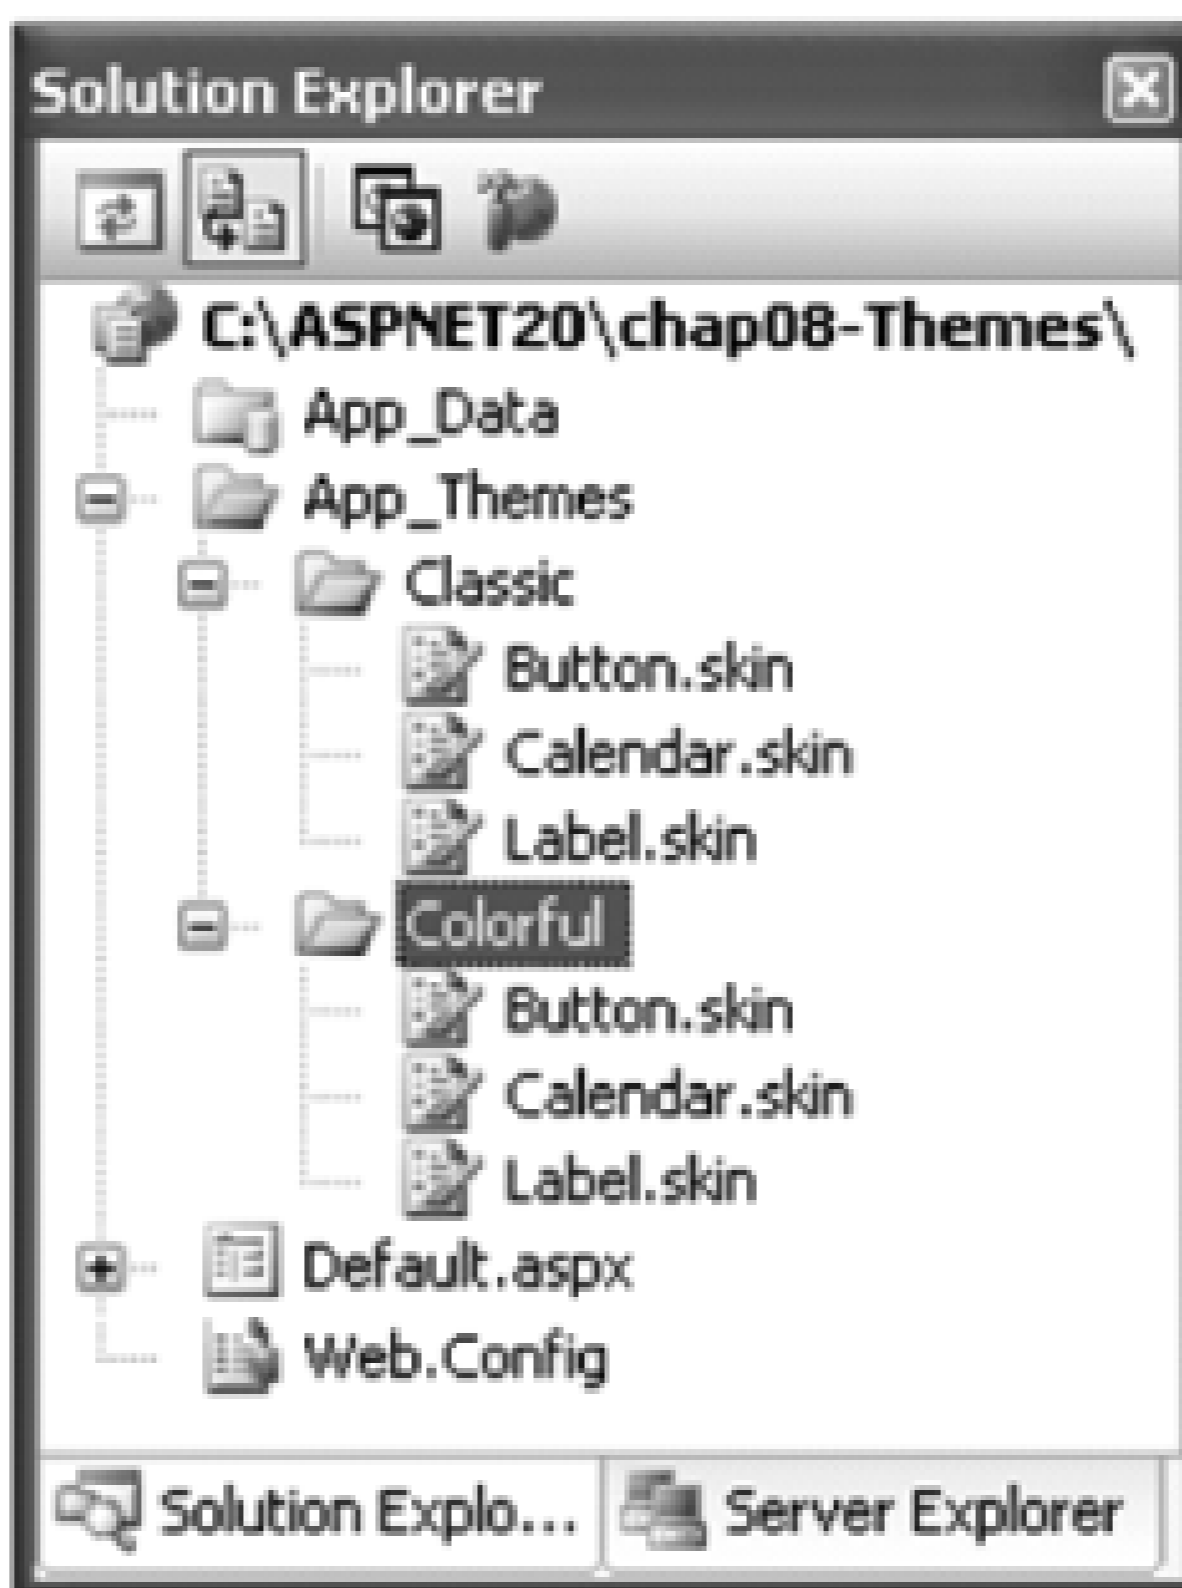 Solution Explorer
C:\ASPNET20\chap08-Themes\
App_Data
App_Themes
Classic
Button.skin
Calendar.skin
Label.skin
Colorful
Button.skin
Calendar.skin
Label.skin
Default.aspx
Web.Config
Solution Explo... Server Explorer